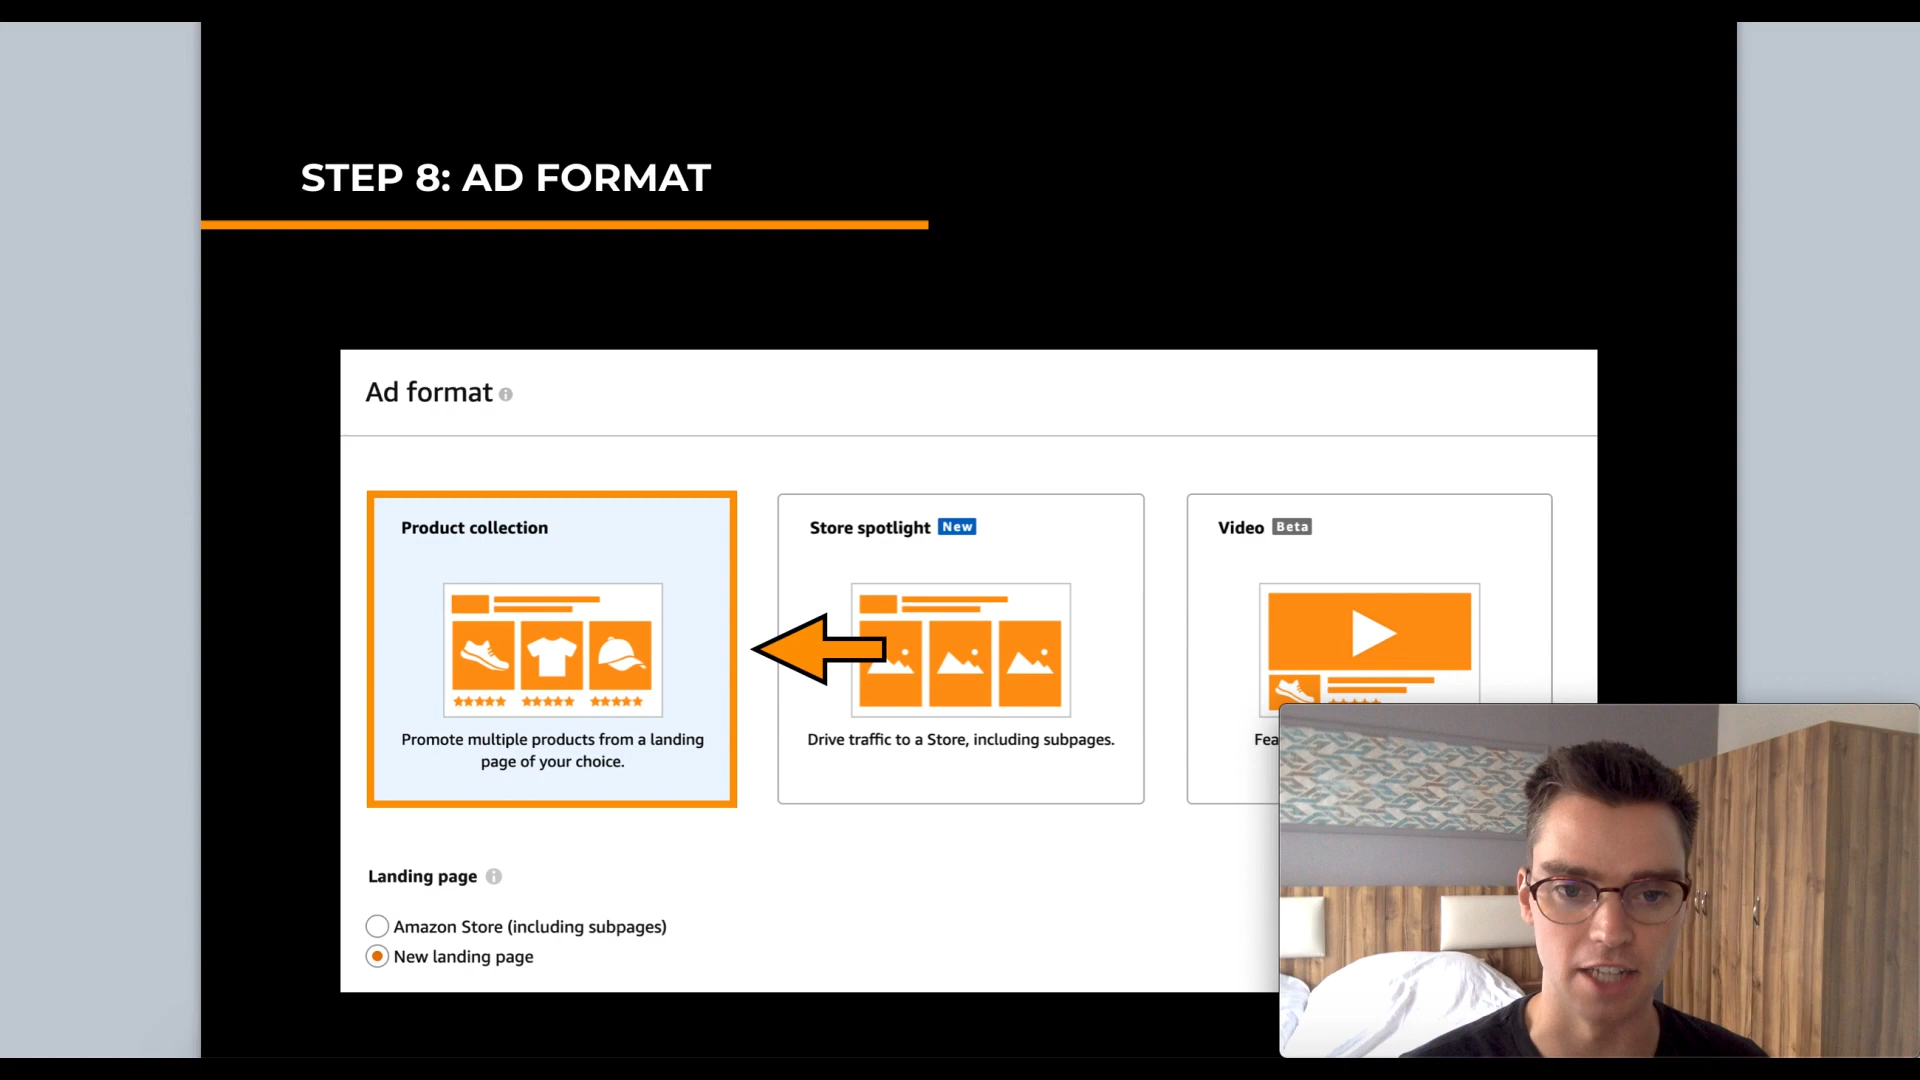 STEP 8: AD FORMAT
Ad format
Product collection
Store spotlight New
Video Beta
Promote multiple products from a landing
page of your choice.
Drive traffic to a Store, including subpages.
Landing page
Amazon Store (including subpages)
New landing page